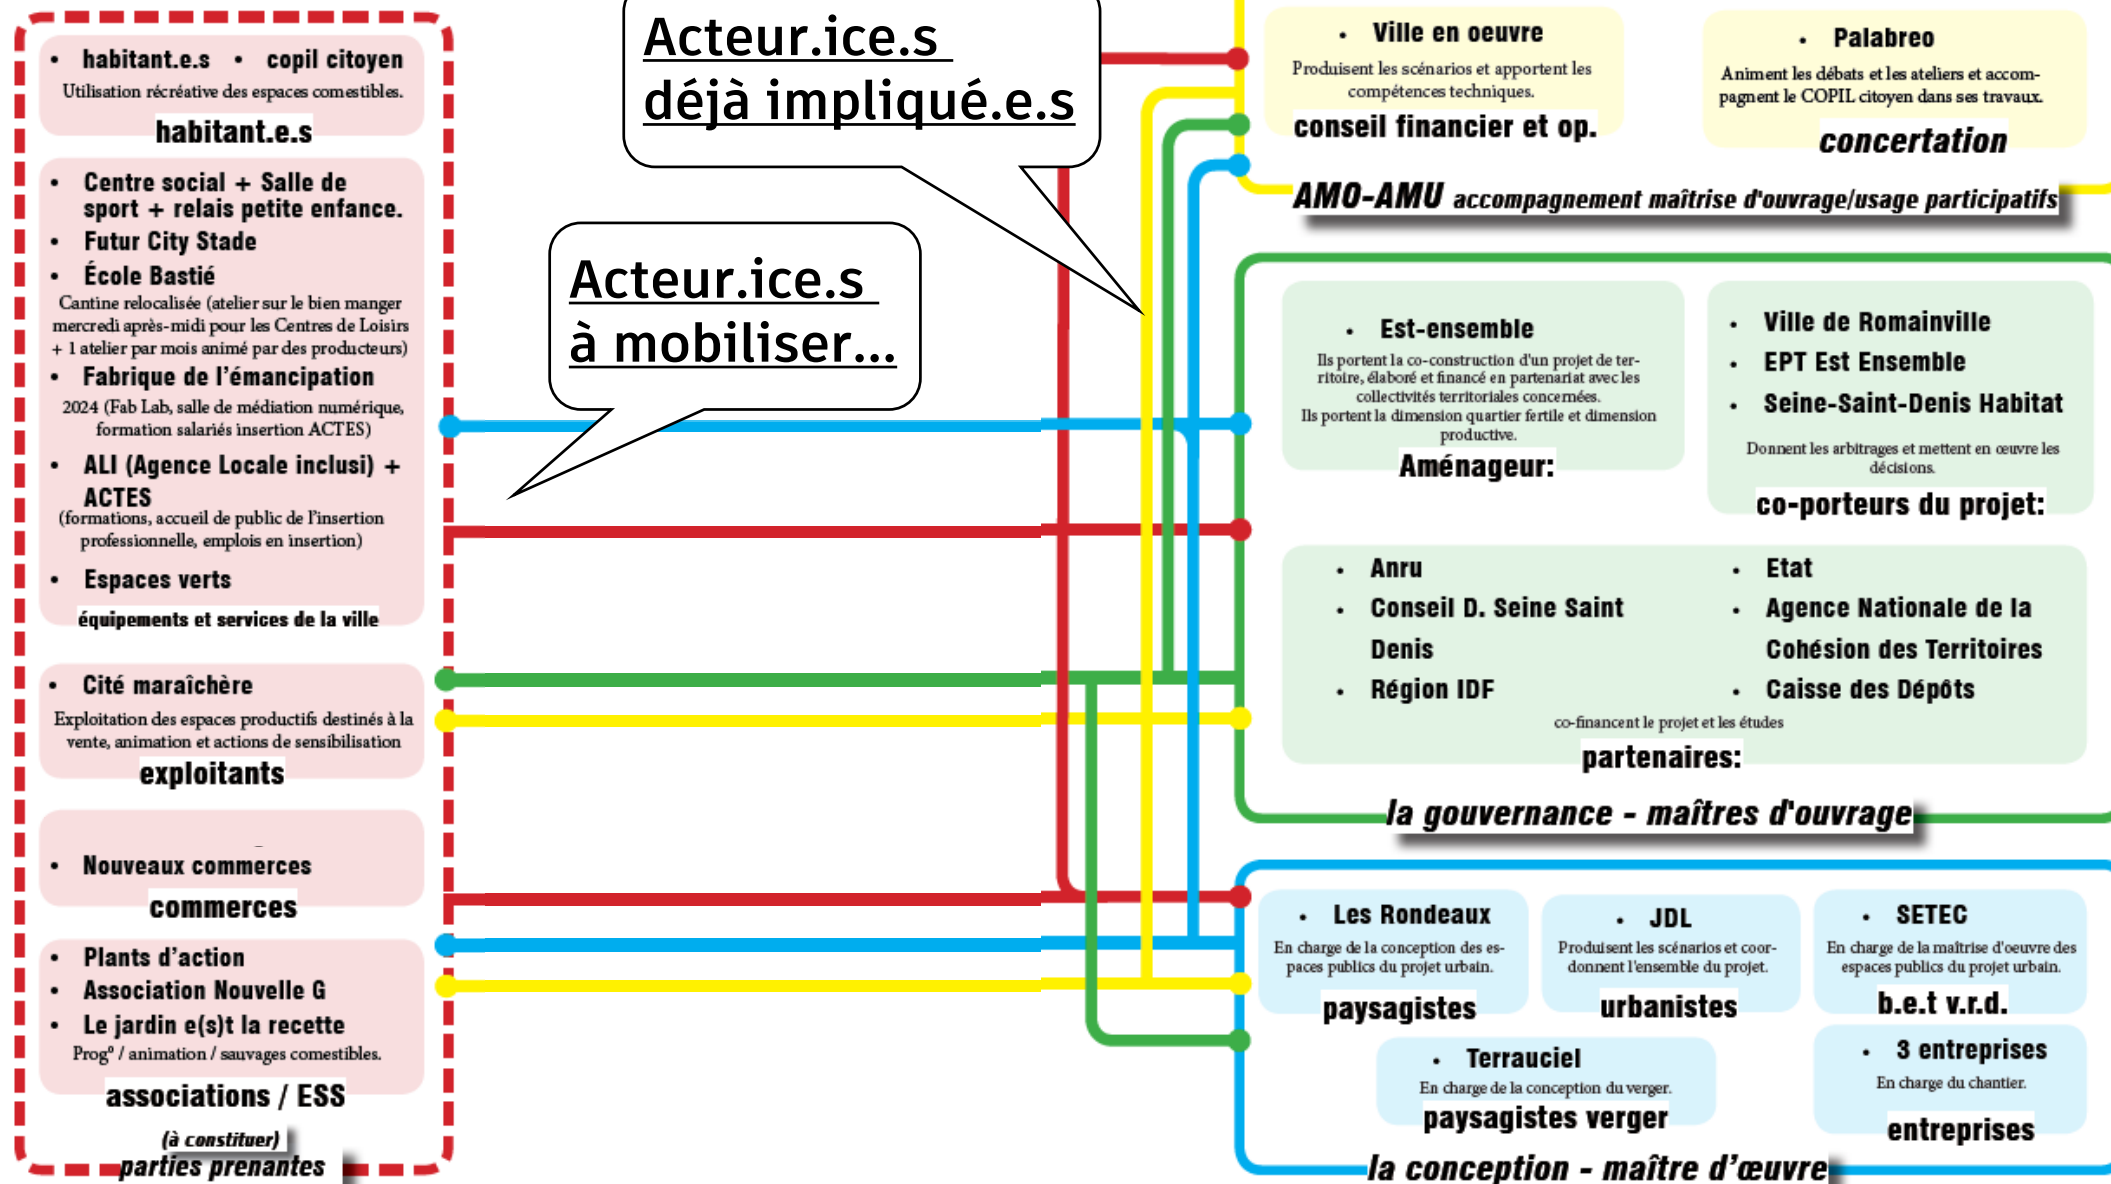 • habitant.e.s • copil citoyen
Utilisation récréative des espaces comestibles.
habitant.e.s
• Centre social + Salle de
sport + relais petite enfance.
• Futur City Stade
• École Bastié
Cantine relocalisée (atelier sur le bien manger
mercredi après-midi pour les Centres de Loisirs
+ 1 atelier par mois animé par des producteurs)
• Fabrique de l'émancipation
2024 (Fab Lab, salle de médiation numérique,
formation salariés insertion ACTES)
• ALI (Agence Locale inclusi) +
ACTES
(formations, accueil de public de l'insertion
professionnelle, emplois en insertion)
• Espaces verts
équipements et services de la ville
• Cité maraîchère
Exploitation des espaces productifs destinés à la
vente, animation et actions de sensibilisation
exploitants
• Nouveaux commerces
commerces
• Plants d'action
• Association Nouvelle G
• Le jardin e(s)t la recette
Progº / animation / sauvages comestibles.
associations / ESS
(à constituer)
parties prenantes
Acteur.ice.s
déjà impliqué.e.s
Acteur.ice.s
à mobiliser...
• Ville en oeuvre
Produisent les scénarios et apportent les
compétences techniques.
conseil financier et op.
• Palabreo
Animent les débats et les ateliers et accom-
pagnent le COPIL citoyen dans ses travaux.
concertation
AMO-AMU accompagnement maîtrise d'ouvrage/usage participatifs
• Est-ensemble
Ils portent la co-construction d'un projet de ter-
ritoire, élaboré et financé en partenariat avec les
collectivités territoriales concernées.
Ils portent la dimension quartier fertile et dimension
productive.
Aménageur:
• Ville de Romainville
• EPT Est Ensemble
• Seine-Saint-Denis Habitat
Donnent les arbitrages et mettent en œuvre les
décisions.
co-porteurs du projet:
• Anru
• Conseil D. Seine Saint
Denis
• Région IDF
• Etat
• Agence Nationale de la
Cohésion des Territoires
• Caisse des Dépôts
co-financent le projet et les études
partenaires:
la gouvernance - maîtres d'ouvrage
• Les Rondeaux
En charge de la conception des es-
paces publics du projet urbain.
paysagistes
• JDL
Produisent les scénarios et coor-
donnent l'ensemble du projet.
urbanistes
• SETEC
En charge de la maîtrise d'oeuvre des
espaces publics du projet urbain.
b.e.t v.r.d.
• Terrauciel
En charge de la conception du verger.
paysagistes verger
• 3 entreprises
En charge du chantier.
entreprises
la conception - maître d'œuvre